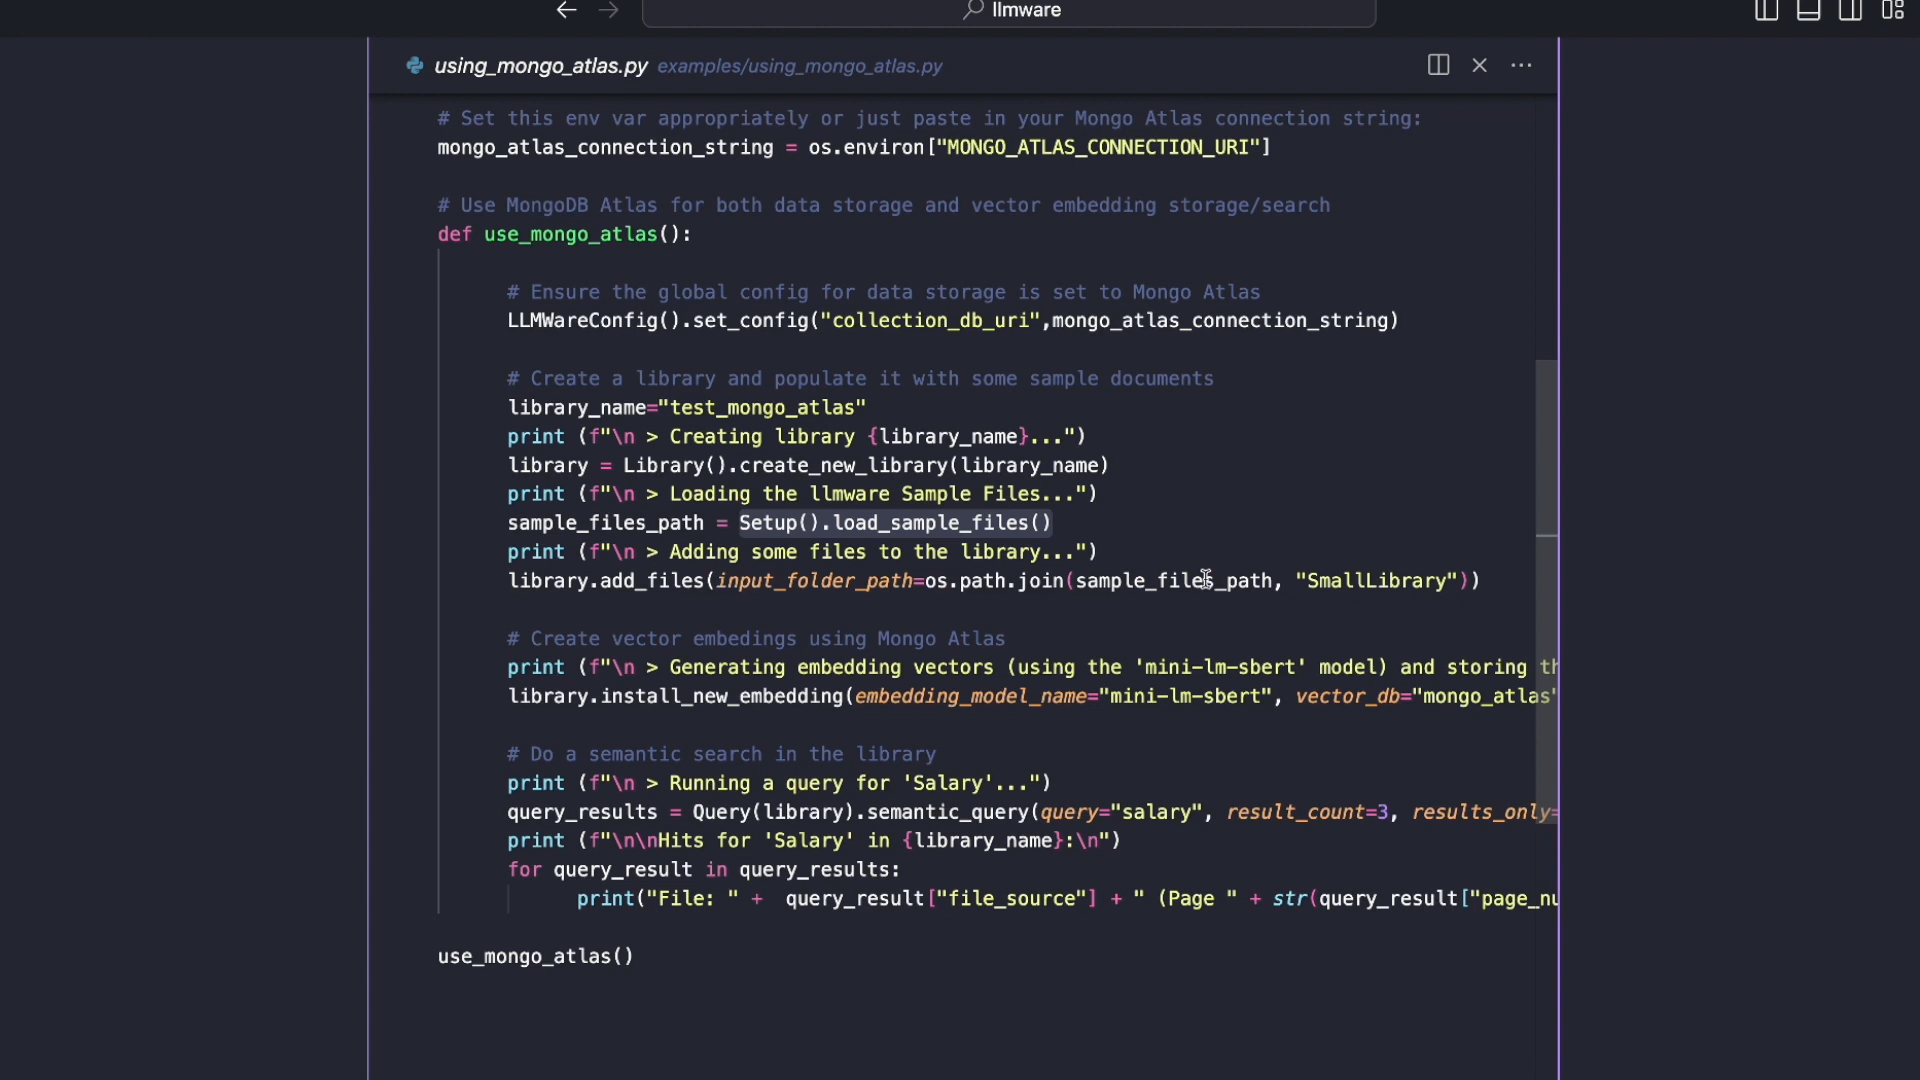 llmware
using_mongo_atlas.py examples/using_mongo_atlas.py
# Set this env var appropriately or just paste in your Mongo Atlas connection string:
mongo_atlas_connection_string = os.environ["MONGO_ATLAS_CONNECTION_URI"]
# Use MongoDB Atlas for both data storage and vector embedding storage/search
def use_mongo_atlas():
# Ensure the global config for data storage is set to Mongo Atlas
LLMWareConfig().set_config("collection_db_uri",mongo_atlas_connection_string)
# Create a library and populate it with some sample documents
library_name="test_mongo_atlas"
print (f"\n > Creating library {library_name}...")
library = Library().create_new_library(library_name)
print (f"\n > Loading the llmware Sample Files...")
sample_files_path = Setup().load_sample_files()
print (f"\n > Adding some files to the library...")
library.add_files(input_folder_path=os.path.join(sample_files_path, "SmallLibrary"))
# Create vector embedings using Mongo Atlas
print (f"\n > Generating embedding vectors (using the 'mini-lm-sbert' model) and storing th
library.install_new_embedding(embedding_model_name="mini-lm-sbert", vector_db="mongo_atlas"
# Do a semantic search in the library
print (f"\n > Running a query for 'Salary'...")
query_results = Query(library).semantic_query(query="salary", result_count=3, results_only=
print (f"\n\nHits for 'Salary' in {library_name}:\n")
for query_result in query_results:
print("File: " + query_result["file_source"] + " (Page " + str(query_result["page_nu
use_mongo_atlas()